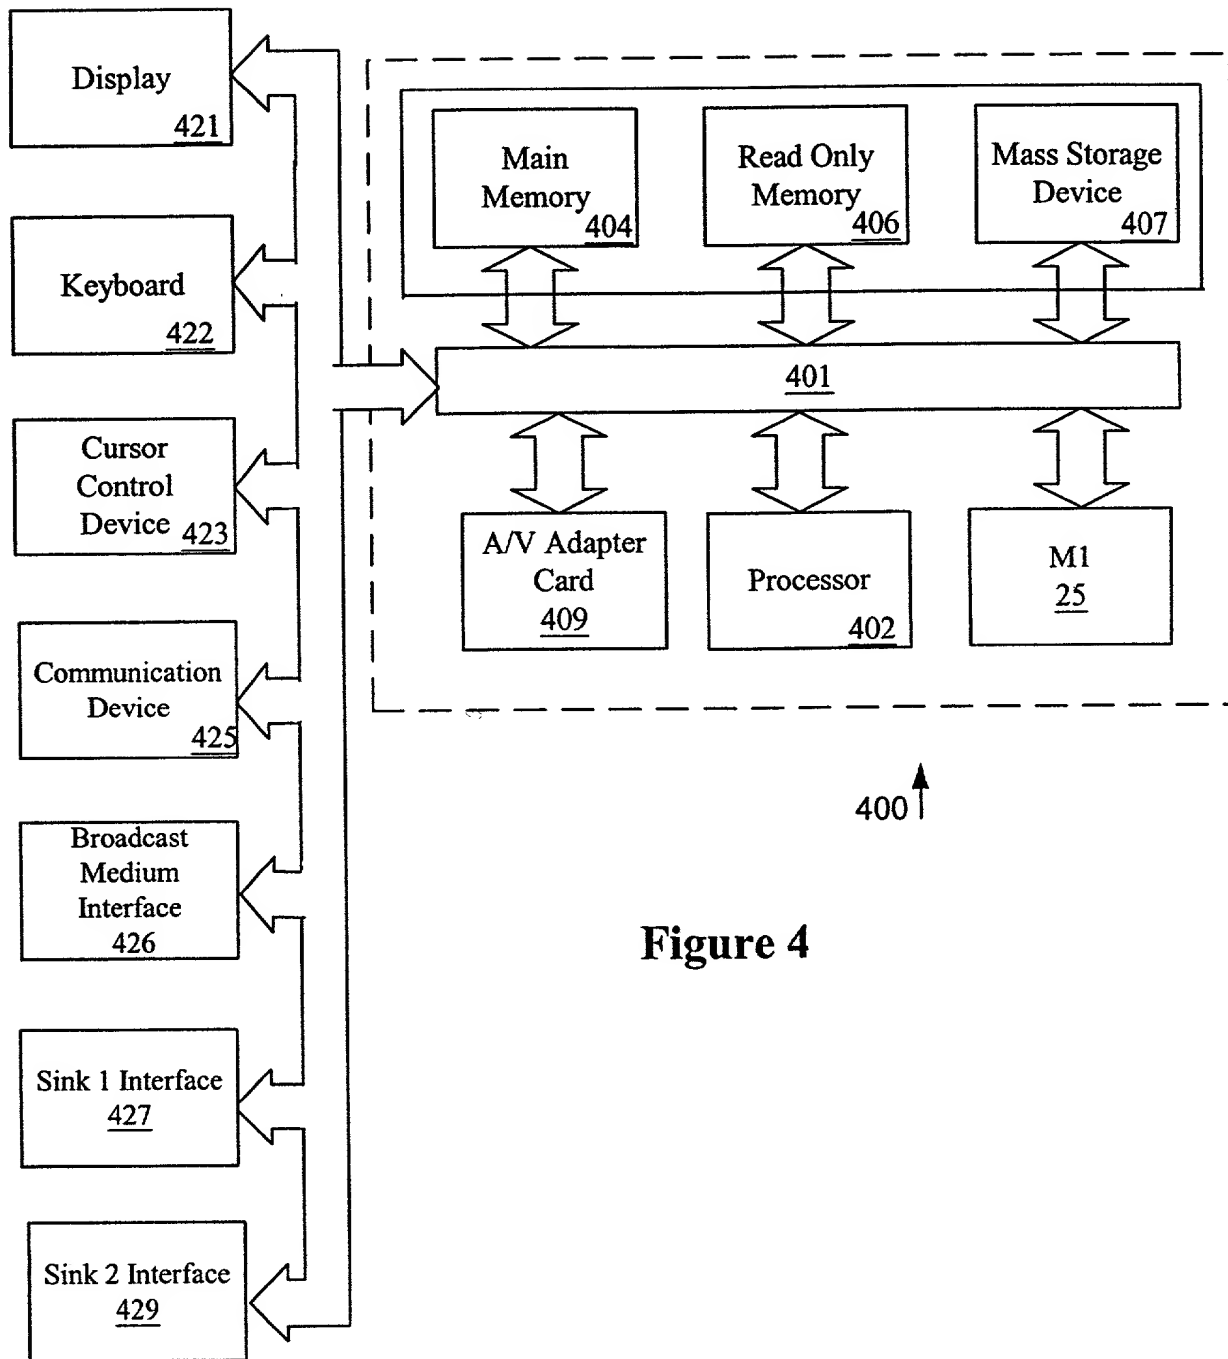 Display
421
Keyboard
422
Cursor
Control
Device
423
Communication
Device
425
Broadcast
Medium
Interface
426
Sink 1 Interface
427
Sink 2 Interface
429
Main
Memory
404
Read Only
Memory
406
Mass Storage
Device
407
401
A/V Adapter
Card
409
Processor
402
M1
25
400
Figure 4